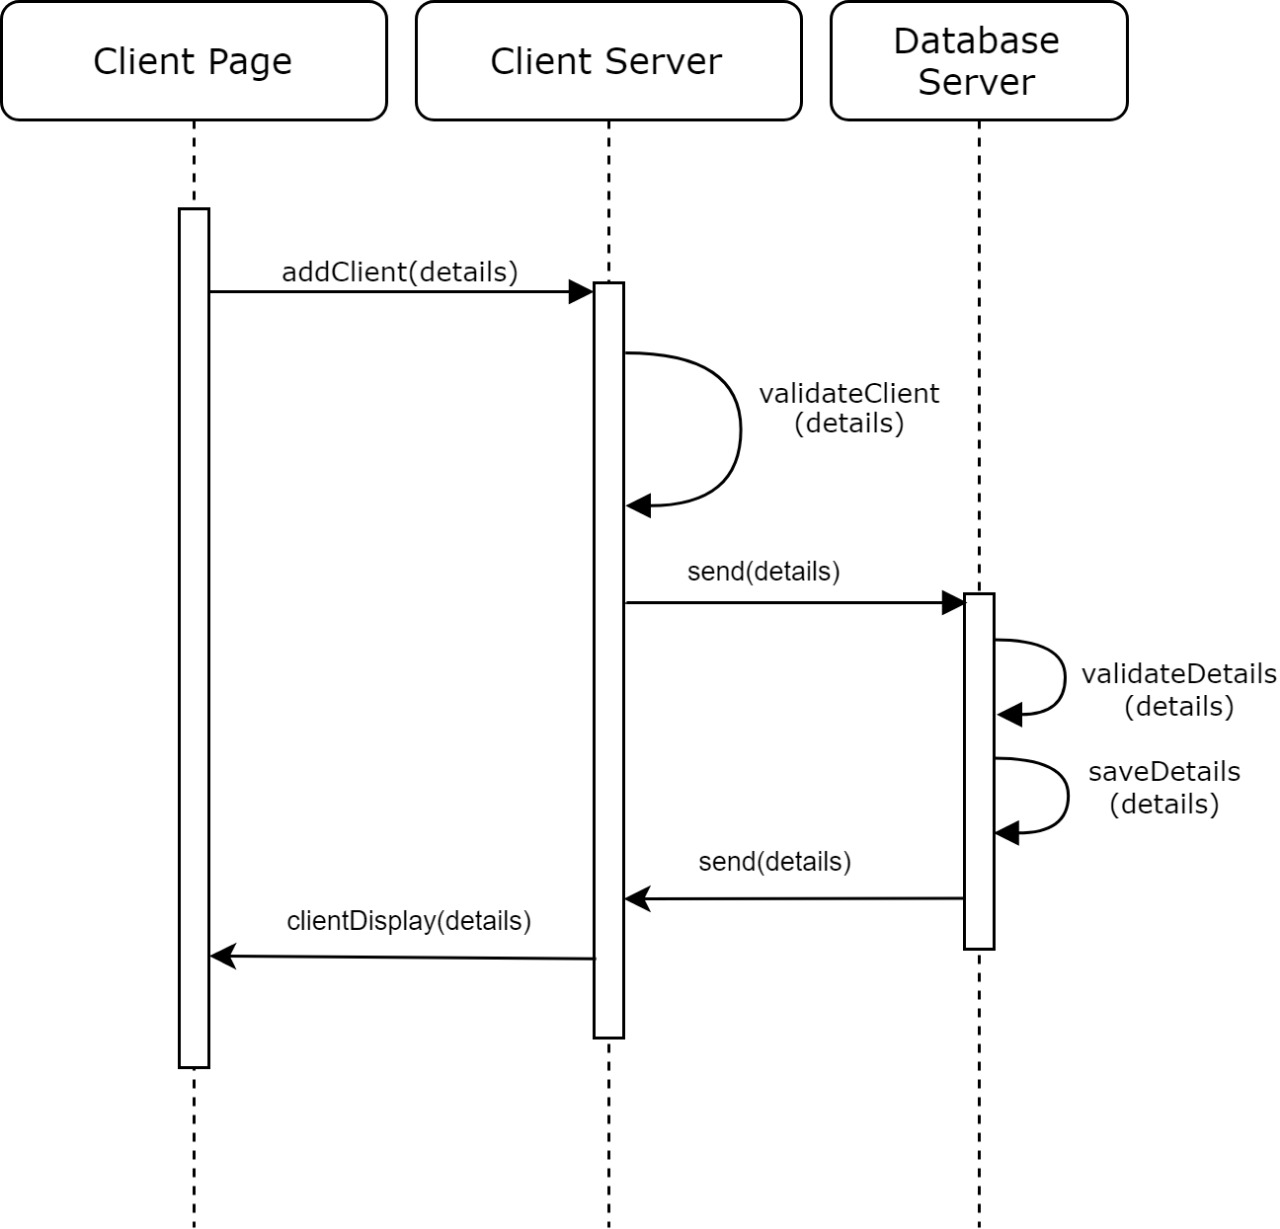 Client Page
Client Server
Database
Server
addClient(details)
validateClient
(details)
send(details)
validateDetails
(details)
saveDetails
(details)
send(details)
clientDisplay(details)